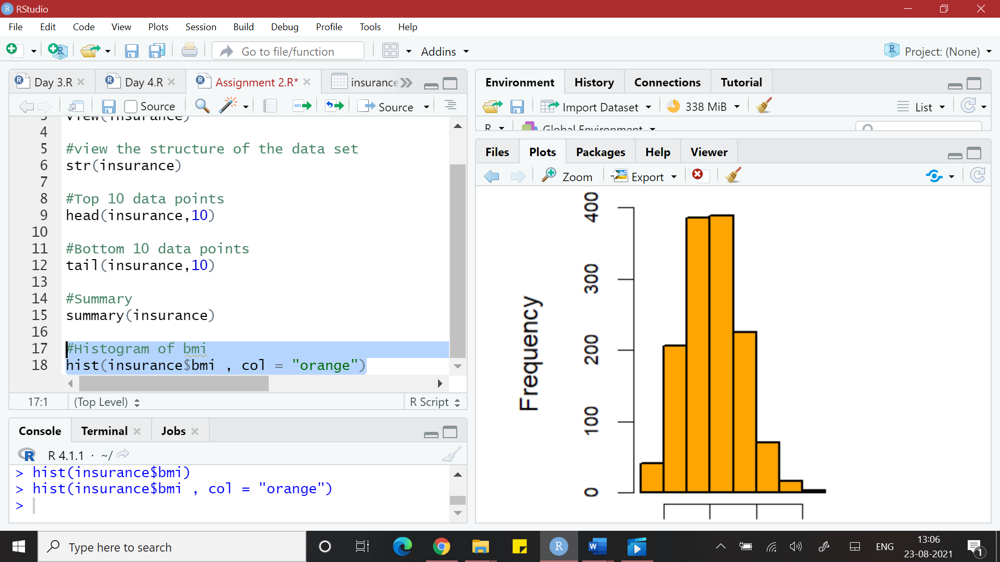 RStudio
File Edit Code View Plots Session Build Debug Profile Tools Help
Go to file/function Addins Project: (None)
Day 3.R Day 4.R Assignment 2.R* insurance
Source Source
View(insurance)
4
5 #view the structure of the data set
6 str(insurance)
7
8 #Top 10 data points
9 head(insurance,10)
10
11 #Bottom 10 data points
12 tail(insurance,10)
13
14 #Summary
15 summary(insurance)
16
17 #Histogram of bmi
18 hist(insurance$bmi , col = "orange")
17:1 (Top Level) R Script
Console Terminal Jobs
R 4.1.1 · ~/
> hist(insurance$bmi)
> hist(insurance$bmi , col = "orange")
>
Environment History Connections Tutorial
Import Dataset 338 MiB List
R Global Environment
Files Plots Packages Help Viewer
Zoom Export
Frequency
400
300
200
100
0
Type here to search
ENG
13:06
23-08-2021
1